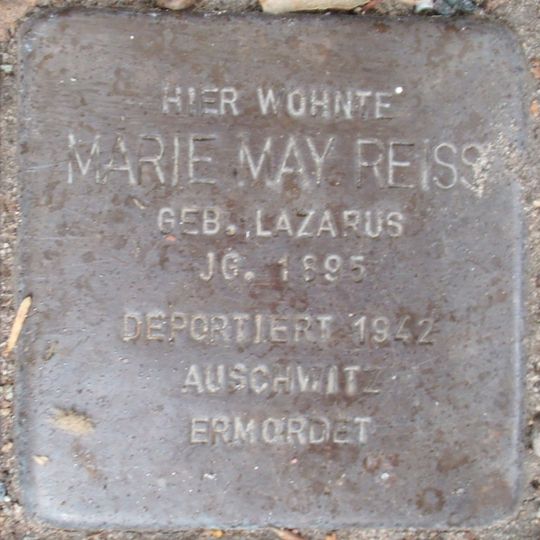 HIER WOHNTE
MARIE MAY REISS
GEB. LAZARUS
JG. 1895
DEPORTIERT 1942
AUSCHWITZ
ERMORDET